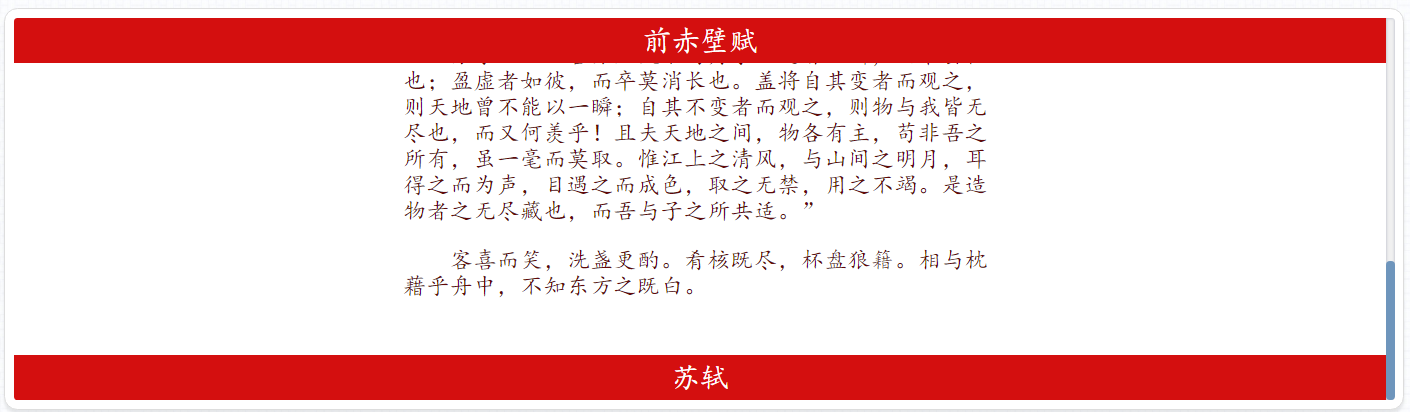 前赤壁赋
也；盈虚者如彼，而卒莫消长也。盖将自其变者而观之，
则天地曾不能以一瞬；自其不变者而观之，则物与我皆无
尽也，而又何羡乎！且夫天地之间，物各有主，苟非吾之
所有，虽一毫而莫取。惟江上之清风，与山间之明月，耳
得之而为声，目遇之而成色，取之无禁，用之不竭。是造
物者之无尽藏也，而吾与子之所共适。”
客喜而笑，洗盏更酌。肴核既尽，杯盘狼籍。相与枕
藉乎舟中，不知东方之既白。
苏轼